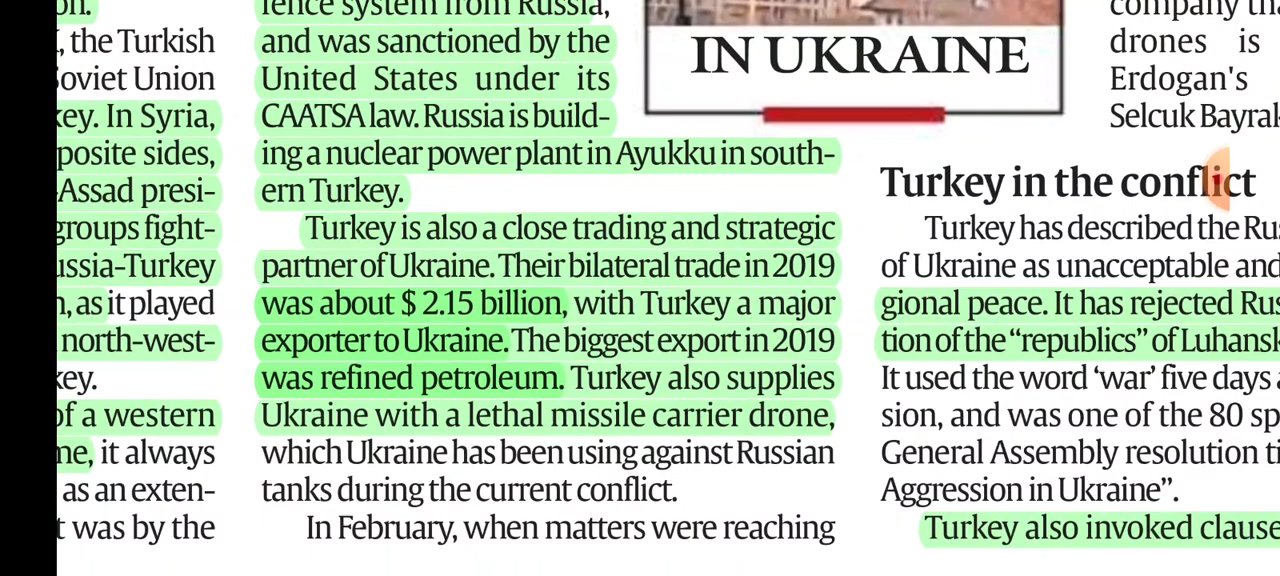 on.
, the Turkish
Soviet Union
key. In Syria,
posite sides,
-Assad presi-
groups fight-
ussia-Turkey
n, as it played
north-west-
key.
of a western
me, it always
as an exten-
t was by the
fence system from Russia,
and was sanctioned by the
United States under its
CAATSA law. Russia is build-
ing a nuclear power plant in Ayukku in south-
ern Turkey.
Turkey is also a close trading and strategic
partner of Ukraine. Their bilateral trade in 2019
was about $ 2.15 billion, with Turkey a major
exporter to Ukraine. The biggest export in 2019
was refined petroleum. Turkey also supplies
Ukraine with a lethal missile carrier drone,
which Ukraine has been using against Russian
tanks during the current conflict.
In February, when matters were reaching
IN UKRAINE
company tha
drones is
Erdogan's
Selcuk Bayrak
Turkey in the conflict
Turkey has described the Rus
of Ukraine as unacceptable and
gional peace. It has rejected Rus
tion of the “republics” of Luhansk
It used the word ‘war’ five days a
sion, and was one of the 80 sp
General Assembly resolution ti
Aggression in Ukraine”.
Turkey also invoked clause